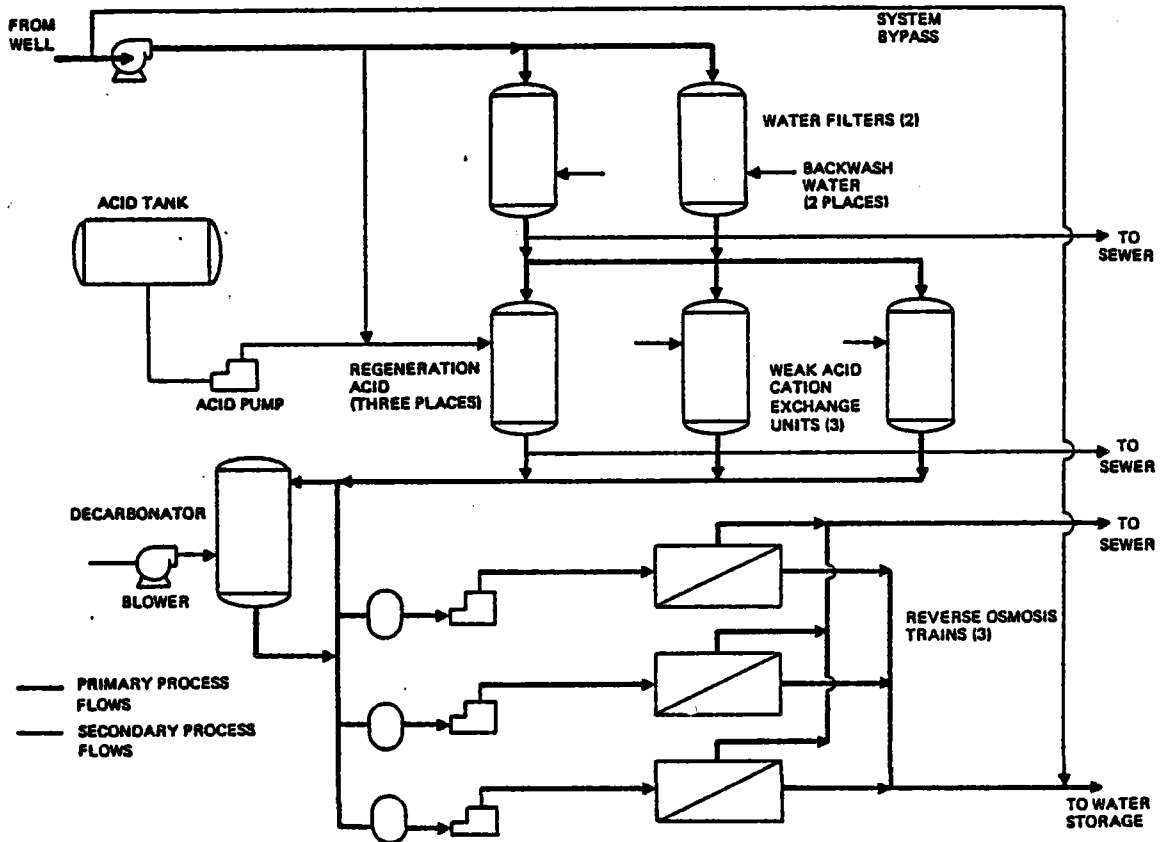 FROM
WELL
SYSTEM
BYPASS
WATER FILTERS (2)
BACKWASH
WATER
(2 PLACES)
ACID TANK
TO
SEWER
REGENERATION
ACID
(THREE PLACES)
ACID PUMP
WEAK ACID
CATION
EXCHANGE
UNITS (3)
TO
SEWER
DECARBONATOR
BLOWER
TO
SEWER
REVERSE OSMOSIS
TRAINS (3)
PRIMARY PROCESS
FLOWS
SECONDARY PROCESS
FLOWS
TO WATER
STORAGE